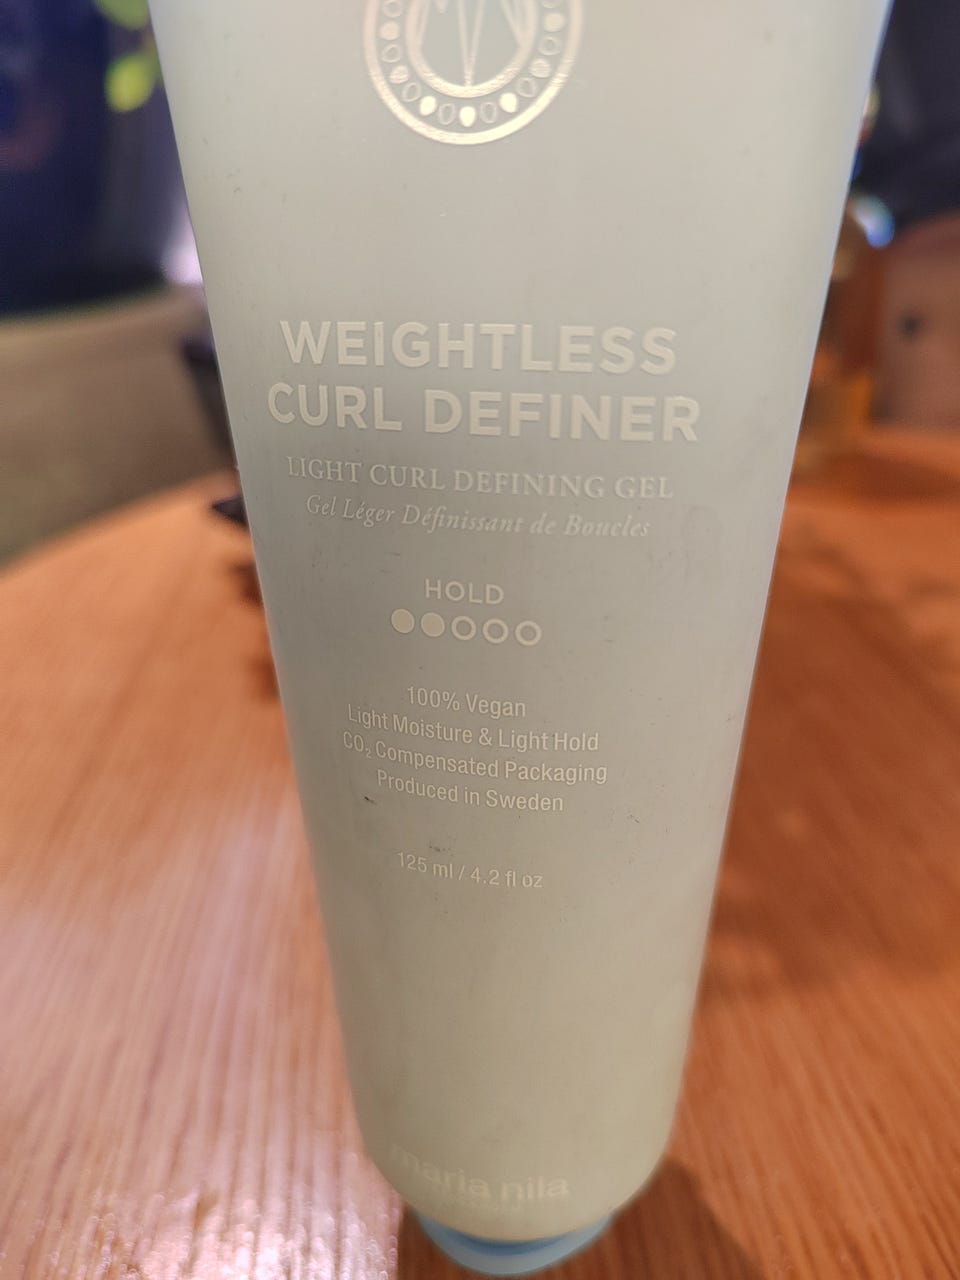 WEIGHTLESS
CURL DEFINER
LIGHT CURL DEFINING GEL
Gel Léger Définissant de Boucles
HOLD
100% Vegan
Light Moisture & Light Hold
CO₂ Compensated Packaging
Produced in Sweden
125 ml / 4.2 fl oz
maria nila